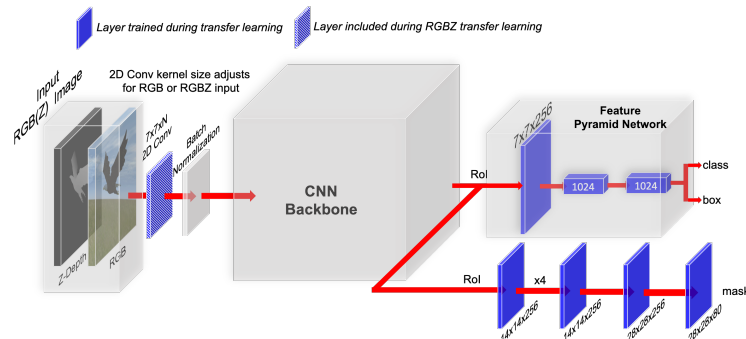 Layer trained during transfer learning
Layer included during RGBZ transfer learning
Input
RGB(Z) Image
2D Conv kernel size adjusts
for RGB or RGBZ input
7x7xN
2D Conv
Batch
Normalization
Z-Depth
RGB
CNN
Backbone
RoI
7x7x256
Feature
Pyramid Network
1024
1024
class
box
RoI
x4
14x14x256
14x14x256
28x28x256
28x28x80
mask